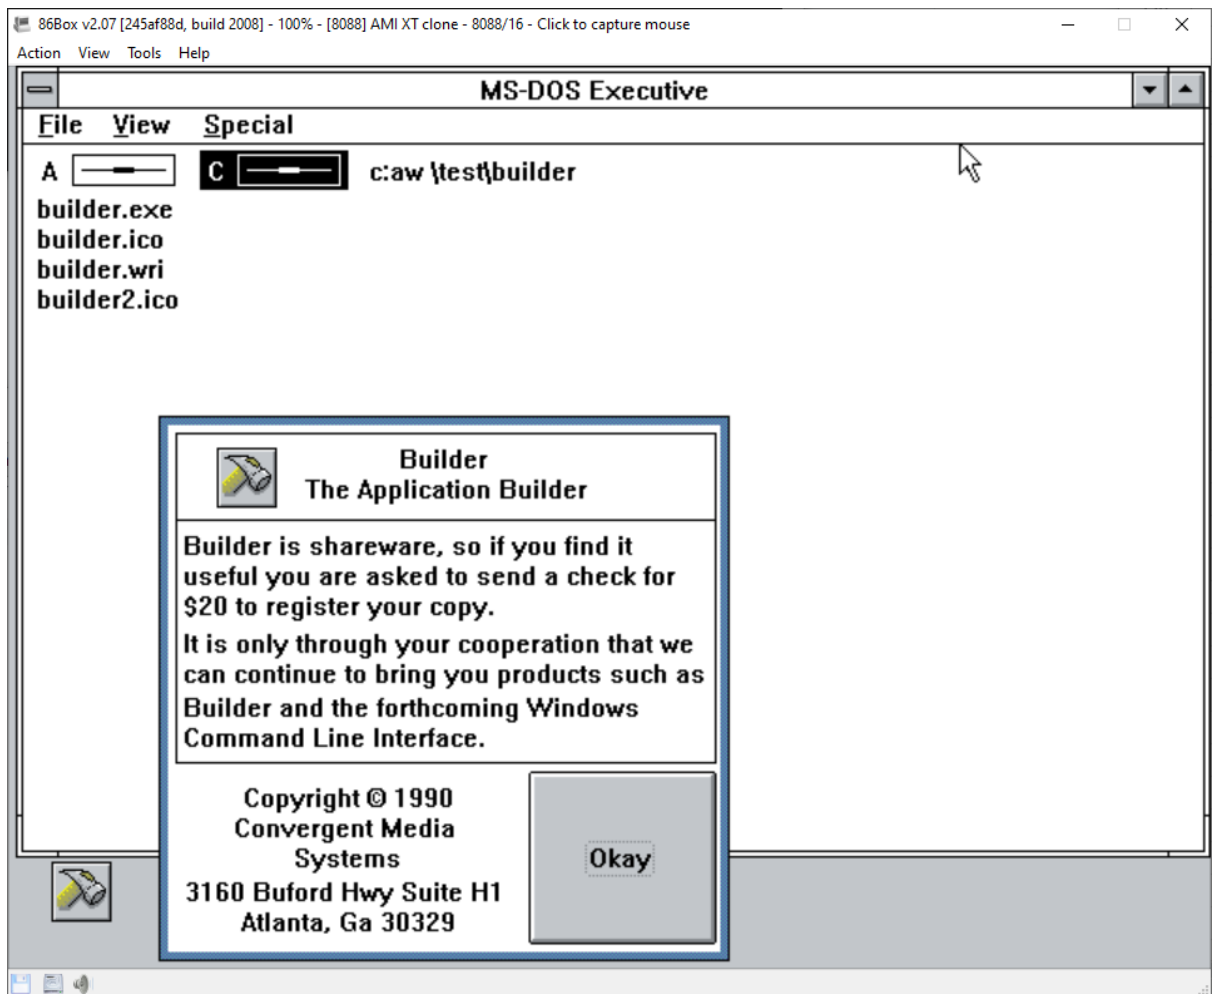 86Box v2.07 [245af88d, build 2008] - 100% - [8088] AMI XT clone - 8088/16 - Click to capture mouse
Action View Tools Help
MS-DOS Executive
File View Special
A C c:aw \test\builder
builder.exe
builder.ico
builder.wri
builder2.ico
Builder
The Application Builder
Builder is shareware, so if you find it
useful you are asked to send a check for
$20 to register your copy.
It is only through your cooperation that we
can continue to bring you products such as
Builder and the forthcoming Windows
Command Line Interface.
Copyright © 1990
Convergent Media
Systems
3160 Buford Hwy Suite H1
Atlanta, Ga 30329
Okay